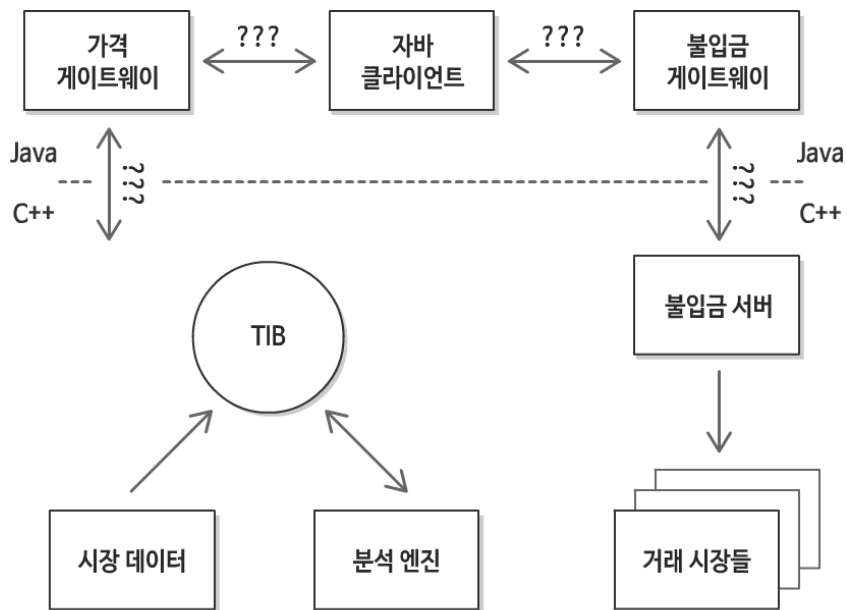 가격
게이트웨이
???
자바
클라이언트
???
불입금
게이트웨이
Java
???
C++
???
Java
C++
TIB
불입금 서버
시장 데이터
분석 엔진
거래 시장들